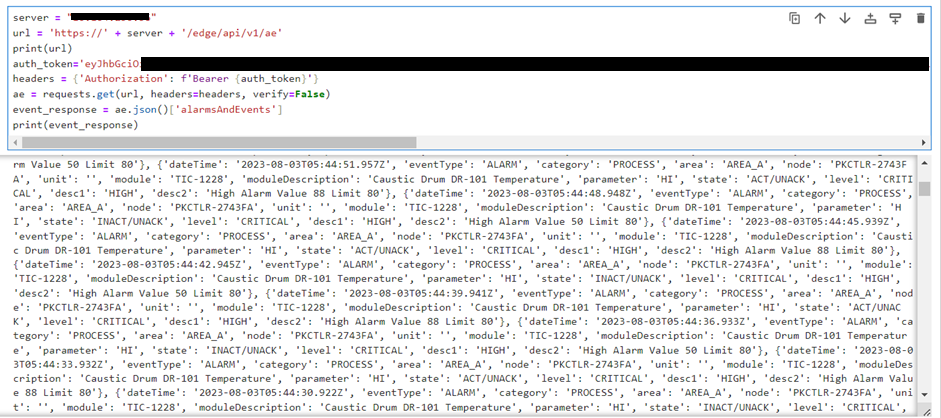 server = "
url = 'https://' + server + '/edge/api/v1/ae'
print(url)
auth_token='eyJhbGciO
headers = {'Authorization': f'Bearer {auth_token}'}
ae = requests.get(url, headers=headers, verify=False)
event_response = ae.json()['alarmsAndEvents']
print(event_response)
rm Value 50 Limit 80'}, {'dateTime': '2023-08-03T05:44:51.957Z', 'eventType': 'ALARM', 'category': 'PROCESS', 'area': 'AREA_A', 'node': 'PKCTLR-2743F
A', 'unit': '', 'module': 'TIC-1228', 'moduleDescription': 'Caustic Drum DR-101 Temperature', 'parameter': 'HI', 'state': 'ACT/UNACK', 'level': 'CRITI
CAL', 'desc1': 'HIGH', 'desc2': 'High Alarm Value 88 Limit 80'}, {'dateTime': '2023-08-03T05:44:48.948Z', 'eventType': 'ALARM', 'category': 'PROCESS',
'area': 'AREA_A', 'node': 'PKCTLR-2743FA', 'unit': '', 'module': 'TIC-1228', 'moduleDescription': 'Caustic Drum DR-101 Temperature', 'parameter': 'H
I', 'state': 'INACT/UNACK', 'level': 'CRITICAL', 'desc1': 'HIGH', 'desc2': 'High Alarm Value 50 Limit 80'}, {'dateTime': '2023-08-03T05:44:45.939Z',
'eventType': 'ALARM', 'category': 'PROCESS', 'area': 'AREA_A', 'node': 'PKCTLR-2743FA', 'unit': '', 'module': 'TIC-1228', 'moduleDescription': 'Causti
c Drum DR-101 Temperature', 'parameter': 'HI', 'state': 'ACT/UNACK', 'level': 'CRITICAL', 'desc1': 'HIGH', 'desc2': 'High Alarm Value 88 Limit 80'},
{'dateTime': '2023-08-03T05:44:42.945Z', 'eventType': 'ALARM', 'category': 'PROCESS', 'area': 'AREA_A', 'node': 'PKCTLR-2743FA', 'unit': '', 'module':
'TIC-1228', 'moduleDescription': 'Caustic Drum DR-101 Temperature', 'parameter': 'HI', 'state': 'INACT/UNACK', 'level': 'CRITICAL', 'desc1': 'HIGH',
'desc2': 'High Alarm Value 50 Limit 80'}, {'dateTime': '2023-08-03T05:44:39.941Z', 'eventType': 'ALARM', 'category': 'PROCESS', 'area': 'AREA_A', 'no
de': 'PKCTLR-2743FA', 'unit': '', 'module': 'TIC-1228', 'moduleDescription': 'Caustic Drum DR-101 Temperature', 'parameter': 'HI', 'state': 'ACT/UNAC
K', 'level': 'CRITICAL', 'desc1': 'HIGH', 'desc2': 'High Alarm Value 88 Limit 80'}, {'dateTime': '2023-08-03T05:44:36.933Z', 'eventType': 'ALARM', 'ca
tegory': 'PROCESS', 'area': 'AREA_A', 'node': 'PKCTLR-2743FA', 'unit': '', 'module': 'TIC-1228', 'moduleDescription': 'Caustic Drum DR-101 Temperatur
e', 'parameter': 'HI', 'state': 'INACT/UNACK', 'level': 'CRITICAL', 'desc1': 'HIGH', 'desc2': 'High Alarm Value 50 Limit 80'}, {'dateTime': '2023-08-0
3T05:44:33.932Z', 'eventType': 'ALARM', 'category': 'PROCESS', 'area': 'AREA_A', 'node': 'PKCTLR-2743FA', 'unit': '', 'module': 'TIC-1228', 'moduleDes
cription': 'Caustic Drum DR-101 Temperature', 'parameter': 'HI', 'state': 'ACT/UNACK', 'level': 'CRITICAL', 'desc1': 'HIGH', 'desc2': 'High Alarm Valu
e 88 Limit 80'}, {'dateTime': '2023-08-03T05:44:30.922Z', 'eventType': 'ALARM', 'category': 'PROCESS', 'area': 'AREA_A', 'node': 'PKCTLR-2743FA', 'uni
t': '', 'module': 'TIC-1228', 'moduleDescription': 'Caustic Drum DR-101 Temperature', 'parameter': 'HI', 'state': 'INACT/UNACK', 'level': 'CRITICAL',